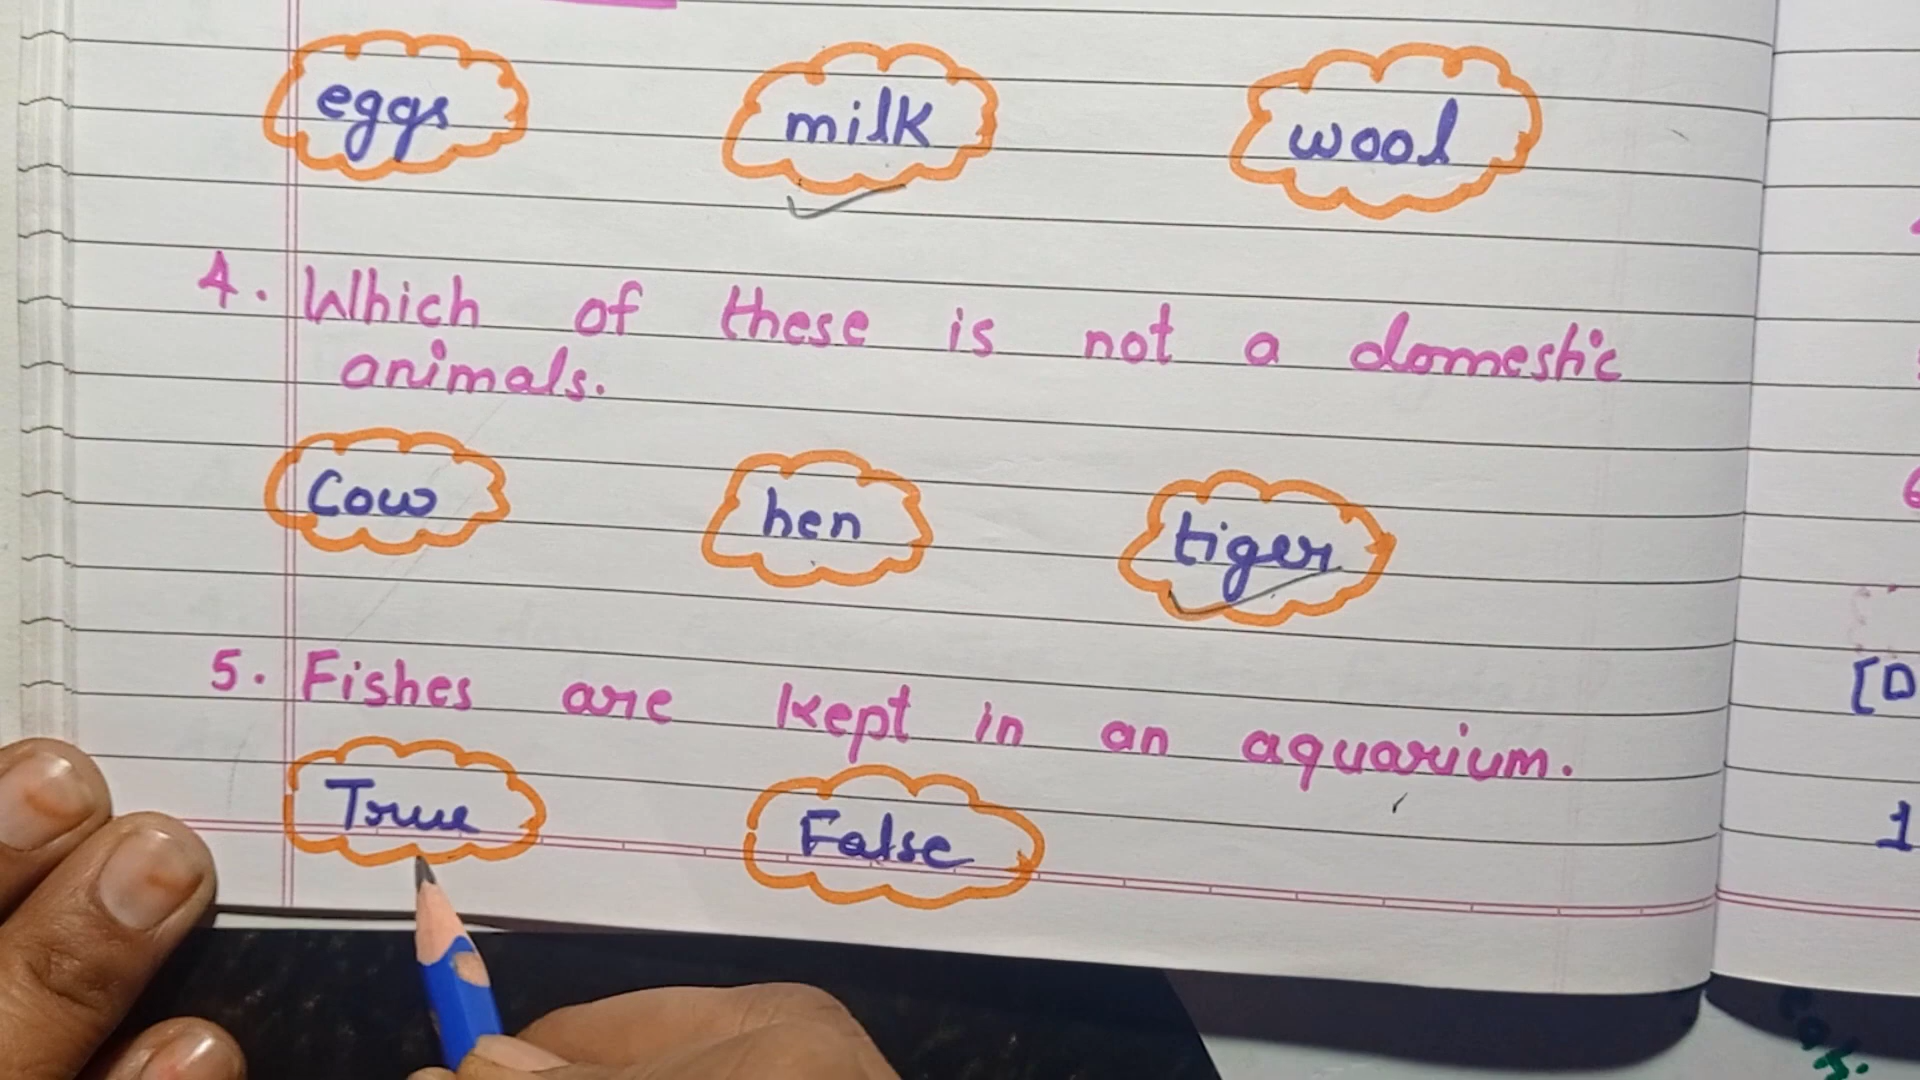 eggs milk wool
4. Which of these is not a domestic
animals.
Cow hen tiger
5. Fishes are kept in an aquarium.
True False
[D
1